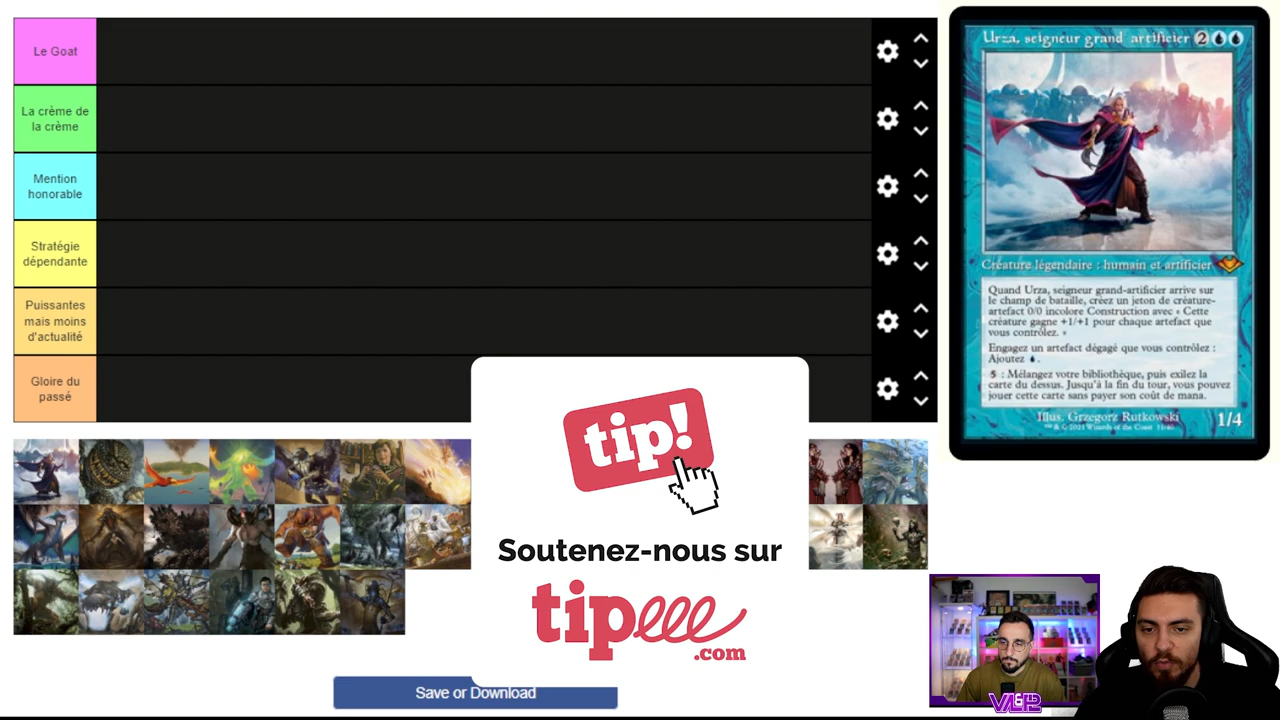 Le Goat
La crème de
la crème
Mention
honorable
Stratégie
dépendante
Puissantes
mais moins
d'actualité
Gloire du
passé
Urza, seigneur grand artificier 2
Créature légendaire : humain et artificier
Quand Urza, seigneur grand-artificier arrive sur
le champ de bataille, créez un jeton de créature-
artefact 0/0 incolore Construction avec « Cette
créature gagne +1/+1 pour chaque artefact que
vous contrôlez. »
Engagez un artefact dégagé que vous contrôlez :
Ajoutez
5 : Mélangez votre bibliothèque, puis exilez la
carte du dessus. Jusqu'à la fin du tour, vous pouvez
jouer cette carte sans payer son coût de mana.
Illus. Grzegorz Rutkowski
1/4
tip!
Soutenez-nous sur
tipeee
.com
Save or Download